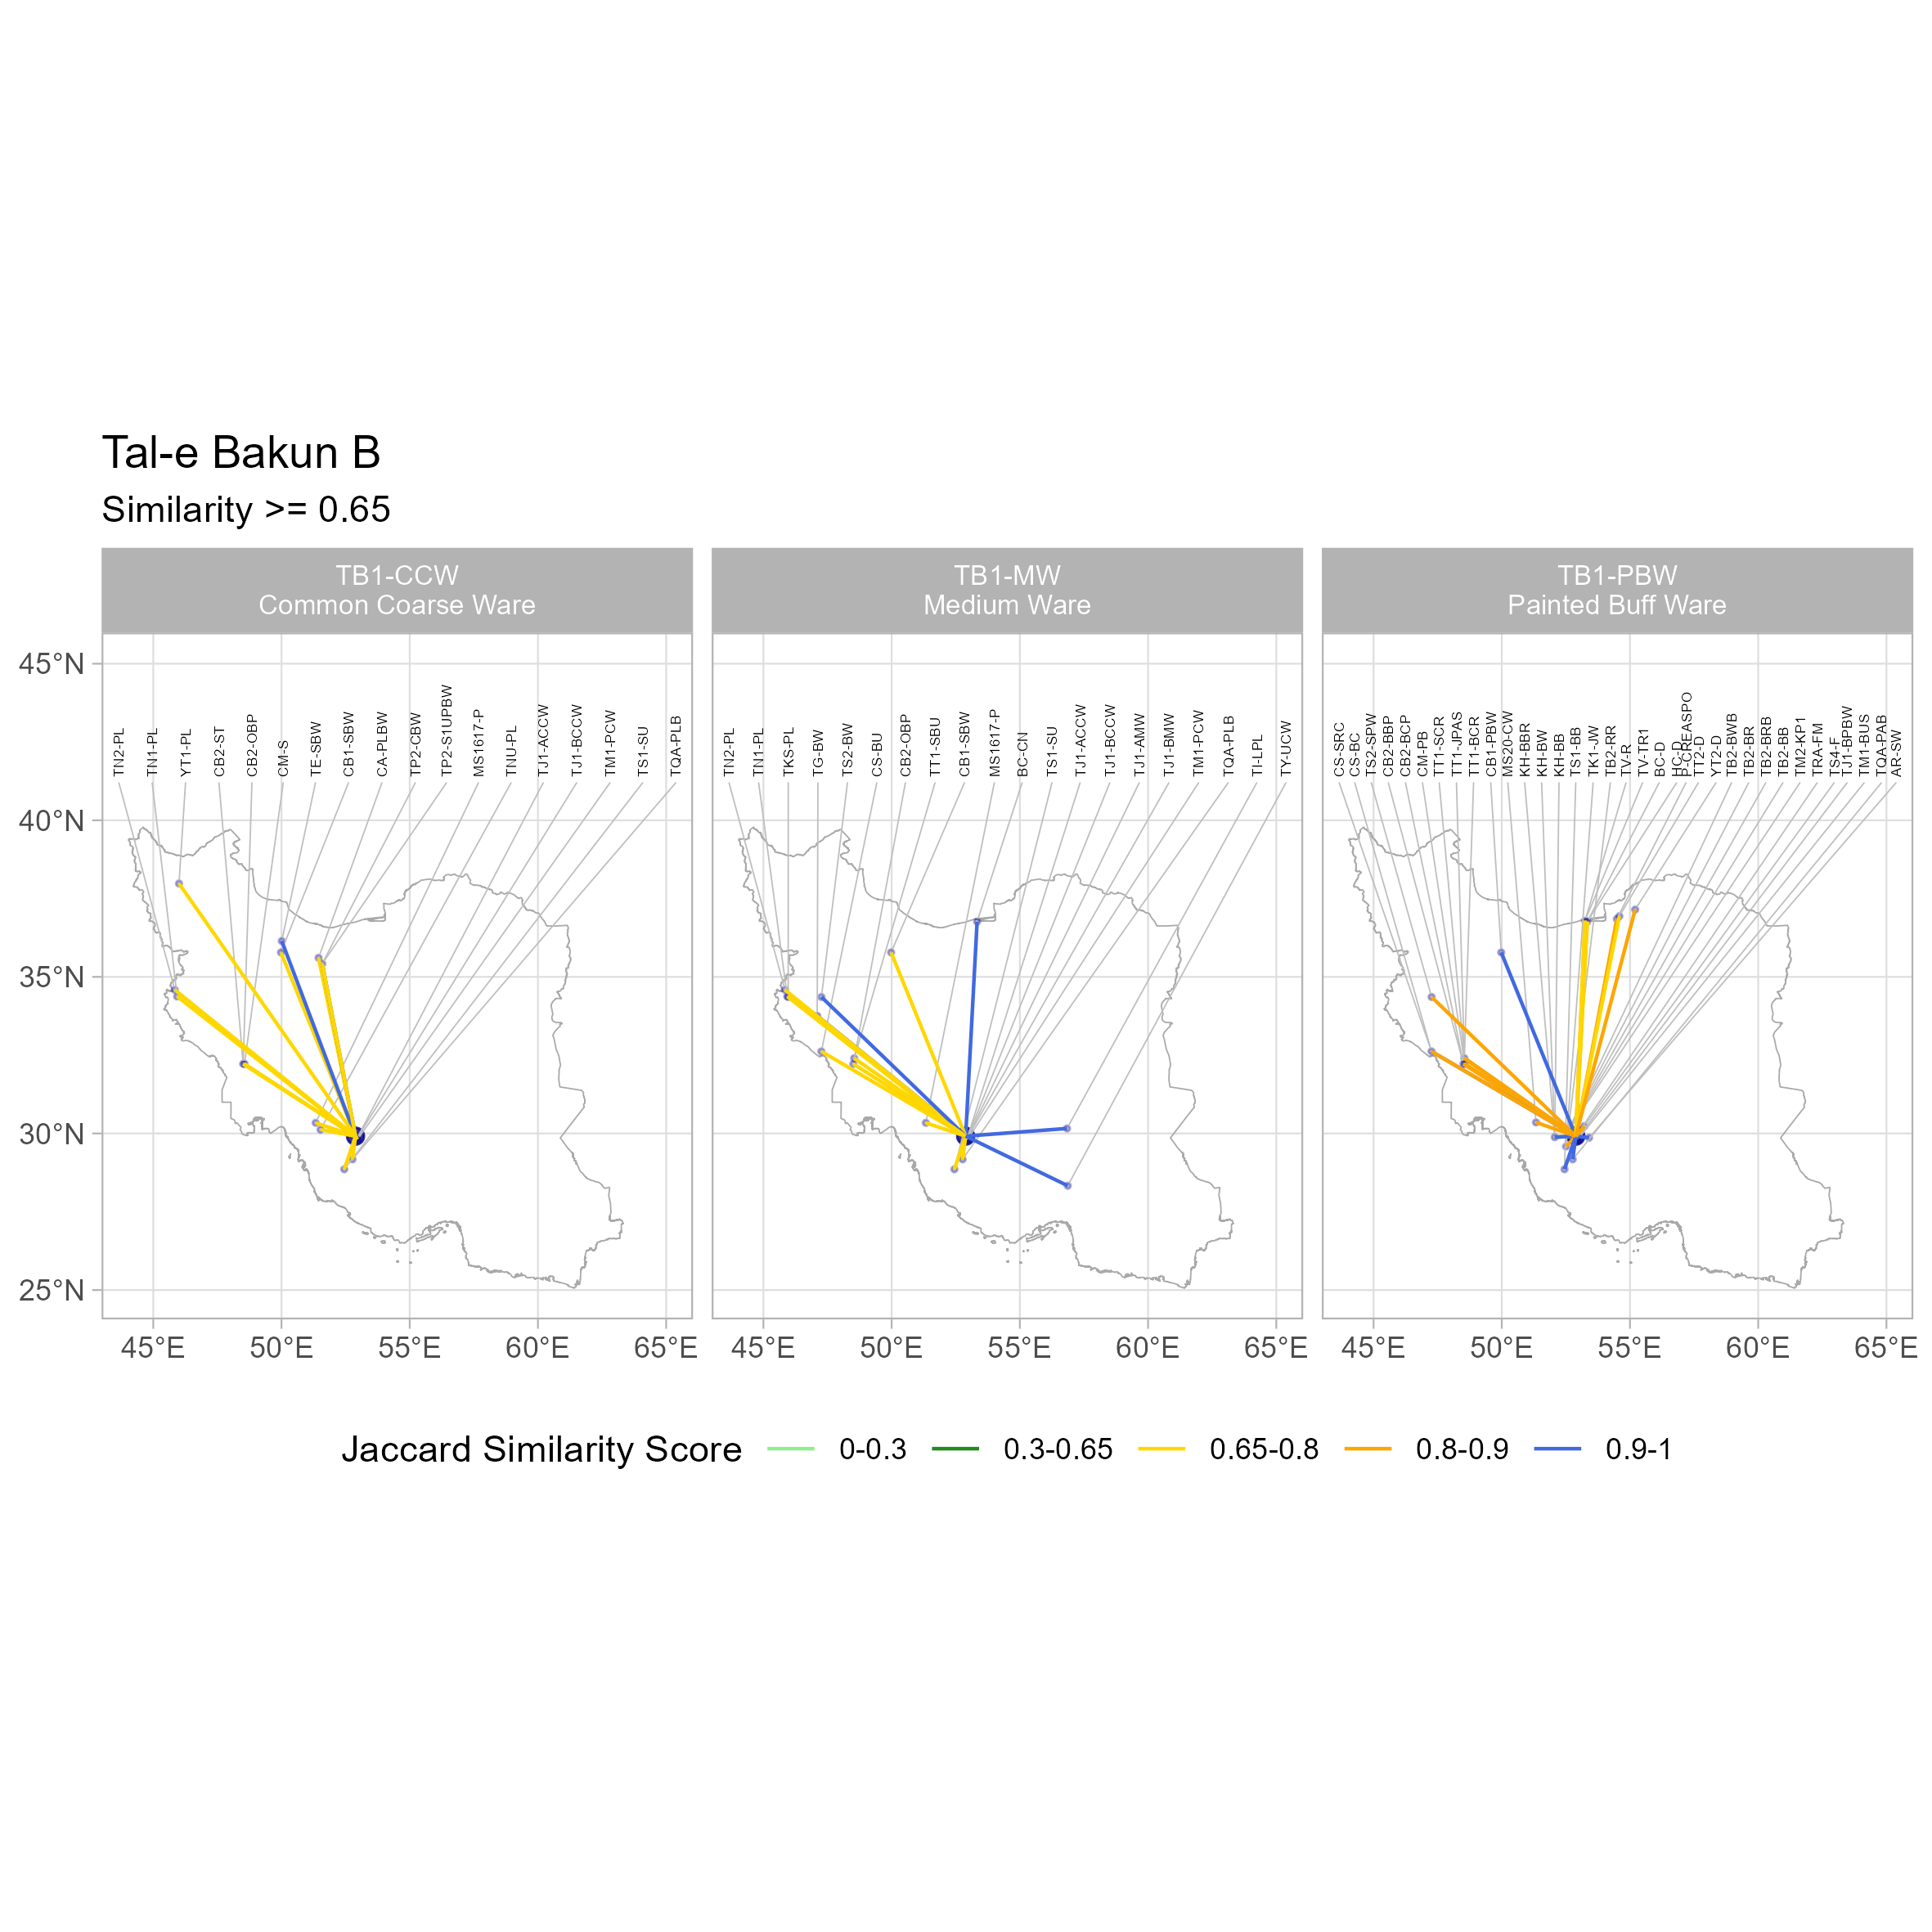 Tal-e Bakun B
Similarity >= 0.65
TB1-CCW
Common Coarse Ware
TB1-MW
Medium Ware
TB1-PBW
Painted Buff Ware
45°N
40°N
35°N
30°N
25°N
TN2-PL
TN1-PL
YT1-PL
CB2-ST
CB2-OBP
CM-S
TE-SBW
CB1-SBW
CA-PLBW
TP2-CBW
TP2-S1UPBW
MS1617-P
TNU-PL
TJ1-ACCW
TJ1-BCCW
TM1-PCW
TS1-SU
TQA-PLB
TN2-PL
TN1-PL
TKS-PL
TG-BW
TS2-BW
CS-BU
CB2-OBP
TT1-SBU
CB1-SBW
MS1617-P
BC-CN
TS1-SU
TJ1-ACCW
TJ1-BCCW
TJ1-AMW
TJ1-BMW
TM1-PCW
TQA-PLB
TI-LPL
TY-UCW
CS-SRC
CS-BC
TS2-SPW
CB2-BBP
CB2-BCP
CM-PB
TT1-SCR
TT1-JPAS
TT1-BCR
CB1-PBW
MS20-CW
KH-BBR
KH-BW
KH-BB
TS1-BB
TK1-JW
TB2-RR
TV-R
TV-TR1
BC-D
HC-D
P-CREASPO
TT2-D
YT2-D
TB2-BWB
TB2-BR
TB2-BRB
TB2-BB
TM2-KP1
TRA-FM
TS4-F
TJ1-BPBW
TM1-BUS
TQA-PAB
AR-SW
45°E 50°E 55°E 60°E 65°E
45°E 50°E 55°E 60°E 65°E
45°E 50°E 55°E 60°E 65°E
Jaccard Similarity Score 0-0.3 0.3-0.65 0.65-0.8 0.8-0.9 0.9-1